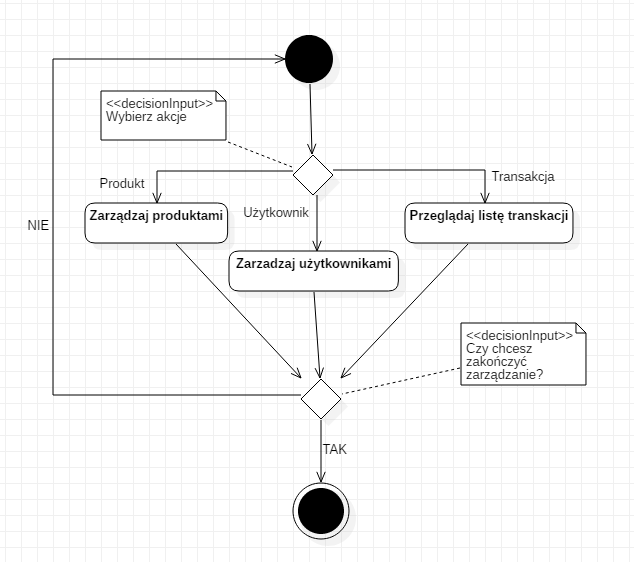 <<decisionInput>>
Wybierz akcje
Produkt
Użytkownik
Transakcja
Zarządzaj produktami
Zarzadzaj użytkownikami
Przeglądaj listę transkacji
NIE
<<decisionInput>>
Czy chcesz
zakończyć
zarządzanie?
TAK